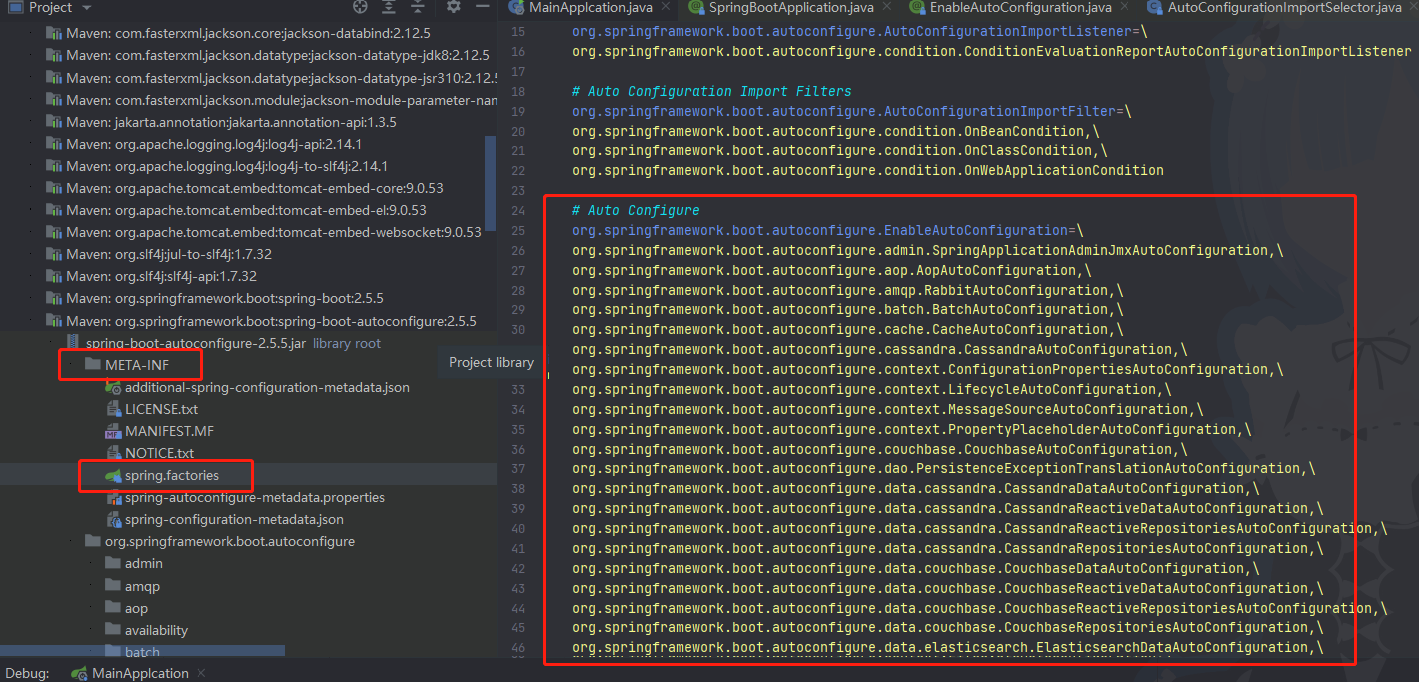 Project
Maven: com.fasterxml.jackson.core:jackson-databind:2.12.5
Maven: com.fasterxml.jackson.datatype:jackson-datatype-jdk8:2.12.5
Maven: com.fasterxml.jackson.datatype:jackson-datatype-jsr310:2.12.5
Maven: com.fasterxml.jackson.module:jackson-module-parameter-nan
Maven: jakarta.annotation:jakarta.annotation-api:1.3.5
Maven: org.apache.logging.log4j:log4j-api:2.14.1
Maven: org.apache.logging.log4j:log4j-to-slf4j:2.14.1
Maven: org.apache.tomcat.embed:tomcat-embed-core:9.0.53
Maven: org.apache.tomcat.embed:tomcat-embed-el:9.0.53
Maven: org.apache.tomcat.embed:tomcat-embed-websocket:9.0.53
Maven: org.slf4j:jul-to-slf4j:1.7.32
Maven: org.slf4j:slf4j-api:1.7.32
Maven: org.springframework.boot:spring-boot:2.5.5
Maven: org.springframework.boot:spring-boot-autoconfigure:2.5.5
spring-boot-autoconfigure-2.5.5.jar library root
META-INF
additional-spring-configuration-metadata.json
LICENSE.txt
MANIFEST.MF
NOTICE.txt
spring.factories
spring-autoconfigure-metadata.properties
spring-configuration-metadata.json
org.springframework.boot.autoconfigure
admin
amqp
aop
availability
batch
Project library
MainApplcation.java SpringBootApplication.java EnableAutoConfiguration.java AutoConfigurationImportSelector.java
15 org.springframework.boot.autoconfigure.AutoConfigurationImportListener=\
16 org.springframework.boot.autoconfigure.condition.ConditionEvaluationReportAutoConfigurationImportListener
17
18 # Auto Configuration Import Filters
19 org.springframework.boot.autoconfigure.AutoConfigurationImportFilter=\
20 org.springframework.boot.autoconfigure.condition.OnBeanCondition,\
21 org.springframework.boot.autoconfigure.condition.OnClassCondition,\
22 org.springframework.boot.autoconfigure.condition.OnWebApplicationCondition
23
24 # Auto Configure
25 org.springframework.boot.autoconfigure.EnableAutoConfiguration=\
26 org.springframework.boot.autoconfigure.admin.SpringApplicationAdminJmxAutoConfiguration,\
27 org.springframework.boot.autoconfigure.aop.AopAutoConfiguration,\
28 org.springframework.boot.autoconfigure.amqp.RabbitAutoConfiguration,\
29 org.springframework.boot.autoconfigure.batch.BatchAutoConfiguration,\
30 org.springframework.boot.autoconfigure.cache.CacheAutoConfiguration,\
org.springframework.boot.autoconfigure.cassandra.CassandraAutoConfiguration,\
org.springframework.boot.autoconfigure.context.ConfigurationPropertiesAutoConfiguration,\
33 org.springframework.boot.autoconfigure.context.LifecycleAutoConfiguration,\
34 org.springframework.boot.autoconfigure.context.MessageSourceAutoConfiguration,\
35 org.springframework.boot.autoconfigure.context.PropertyPlaceholderAutoConfiguration,\
36 org.springframework.boot.autoconfigure.couchbase.CouchbaseAutoConfiguration,\
37 org.springframework.boot.autoconfigure.dao.PersistenceExceptionTranslationAutoConfiguration,\
38 org.springframework.boot.autoconfigure.data.cassandra.CassandraDataAutoConfiguration,\
39 org.springframework.boot.autoconfigure.data.cassandra.CassandraReactiveDataAutoConfiguration,\
40 org.springframework.boot.autoconfigure.data.cassandra.CassandraReactiveRepositoriesAutoConfiguration,\
41 org.springframework.boot.autoconfigure.data.cassandra.CassandraRepositoriesAutoConfiguration,\
42 org.springframework.boot.autoconfigure.data.couchbase.CouchbaseDataAutoConfiguration,\
43 org.springframework.boot.autoconfigure.data.couchbase.CouchbaseReactiveDataAutoConfiguration,\
44 org.springframework.boot.autoconfigure.data.couchbase.CouchbaseReactiveRepositoriesAutoConfiguration,\
45 org.springframework.boot.autoconfigure.data.couchbase.CouchbaseRepositoriesAutoConfiguration,\
46 org.springframework.boot.autoconfigure.data.elasticsearch.ElasticsearchDataAutoConfiguration,\
Debug: MainApplcation